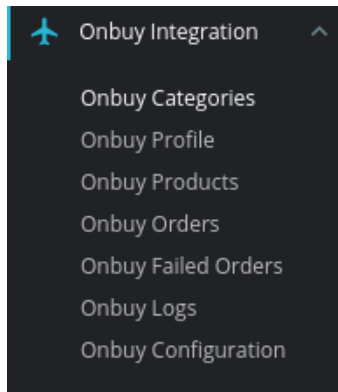 Onbuy Integration
Onbuy Categories
Onbuy Profile
Onbuy Products
Onbuy Orders
Onbuy Failed Orders
Onbuy Logs
Onbuy Configuration